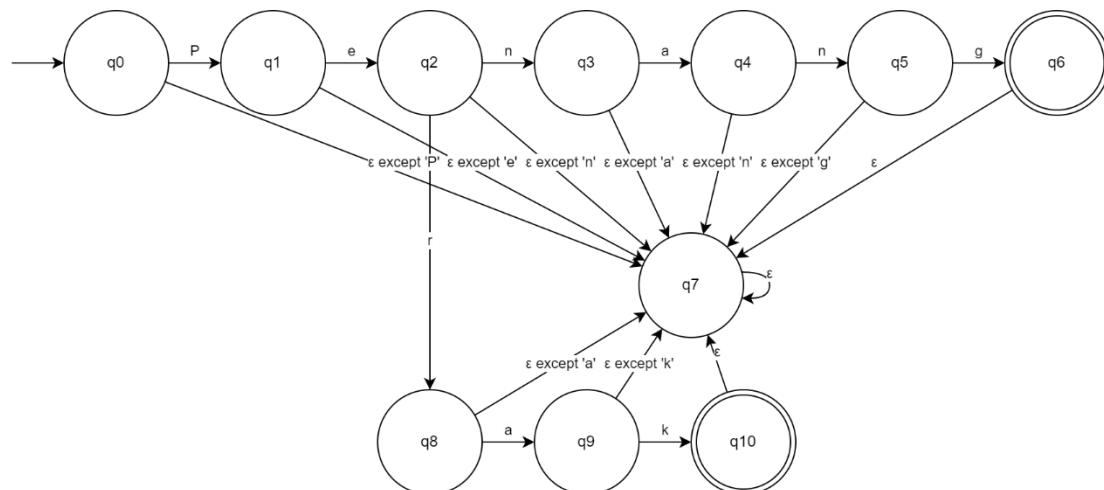 P e n a n g
q0 q1 q2 q3 q4 q5 q6
ε except 'P' ε except 'e' ε except 'n' ε except 'a' ε except 'n' ε except 'g' ε
r
q7 ε
ε except 'a' ε except 'k' ε
a k
q8 q9 q10